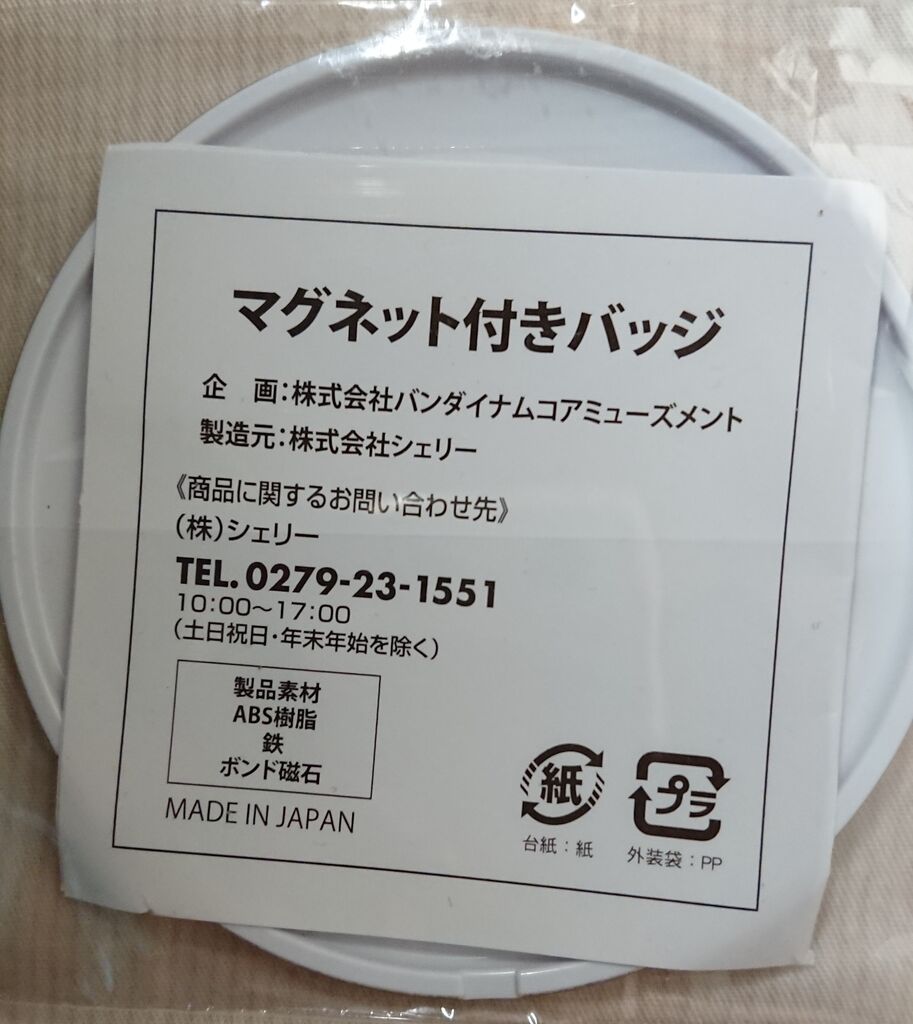 マグネット付きバッジ
企　画：株式会社バンダイナムコアミューズメント
製造元：株式会社シェリー
《商品に関するお問い合わせ先》
（株）シェリー
TEL. 0279-23-1551
10：00～17：00
（土日祝日・年末年始を除く）
製品素材
ABS樹脂
鉄
ボンド磁石
MADE IN JAPAN
紙
台紙：紙
プラ
外装袋：PP